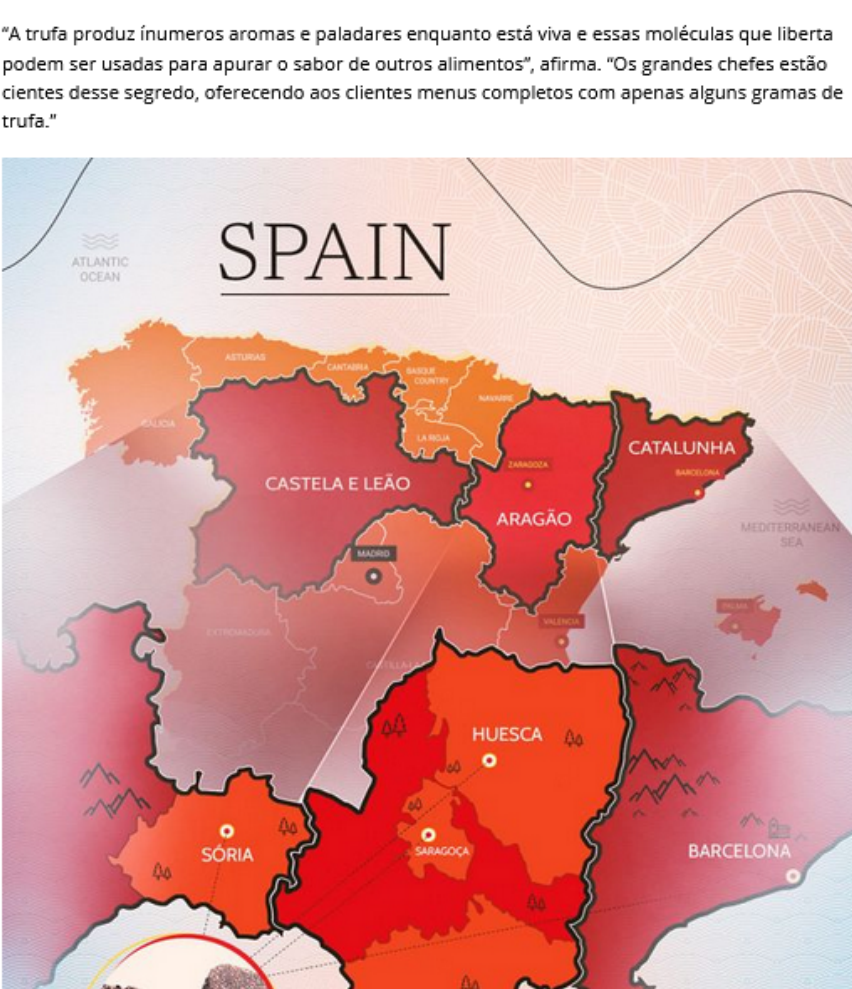 “A trufa produz ínumeros aromas e paladares enquanto está viva e essas moléculas que liberta
podem ser usadas para apurar o sabor de outros alimentos”, afirma. “Os grandes chefes estão
cientes desse segredo, oferecendo aos clientes menus completos com apenas alguns gramas de
trufa.”
SPAIN
ATLANTIC
OCEAN
ASTURIAS
CANTABRIA
BASQUE
COUNTRY
NAVARRE
GALICIA
LA RIOJA
CATALUNHA
ZARAGOZA
BARCELONA
CASTELA E LEÃO
ARAGÃO
MEDITERRANEAN
SEA
MADRID
PALMA
VALENCIA
EXTREMADURA
HUESCA
SARAGOÇA
SÓRIA
BARCELONA